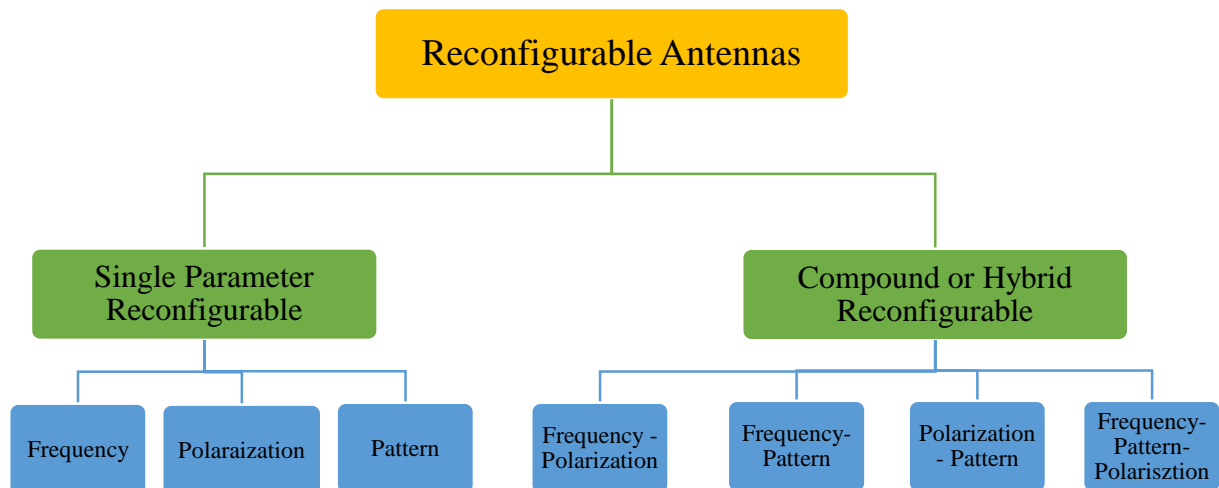 Reconfigurable Antennas
Single Parameter
Reconfigurable
Compound or Hybrid
Reconfigurable
Frequency
Polaraization
Pattern
Frequency -
Polarization
Frequency-
Pattern
Polarization
- Pattern
Frequency-
Pattern-
Polarisztion